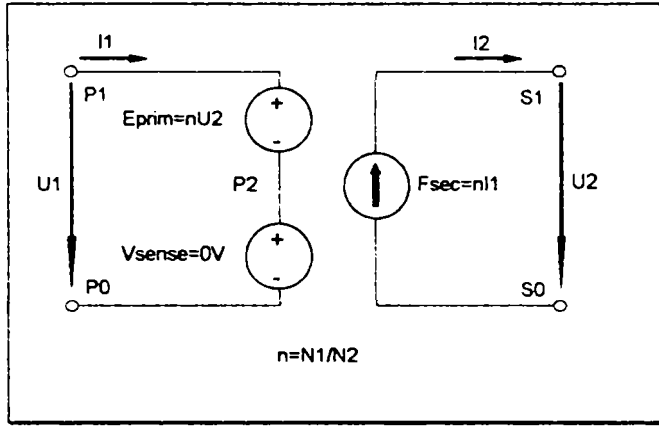 I1
I2
P1
S1
Eprim=nU2
+
-
U1
P2
Fsec=nI1
U2
Vsense=0V
+
-
P0
S0
n=N1/N2